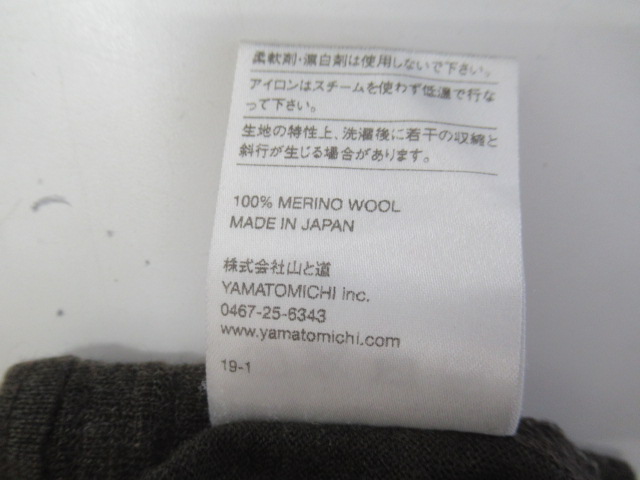 柔軟剤・漂白剤は使用しないで下さい。
アイロンはスチームを使わず低温で行な
って下さい。
生地の特性上、洗濯後に若干の収縮と
斜行が生じる場合があります。
100% MERINO WOOL
MADE IN JAPAN
株式会社山と道
YAMATOMICHI inc.
0467-25-6343
www.yamatomichi.com
19-1